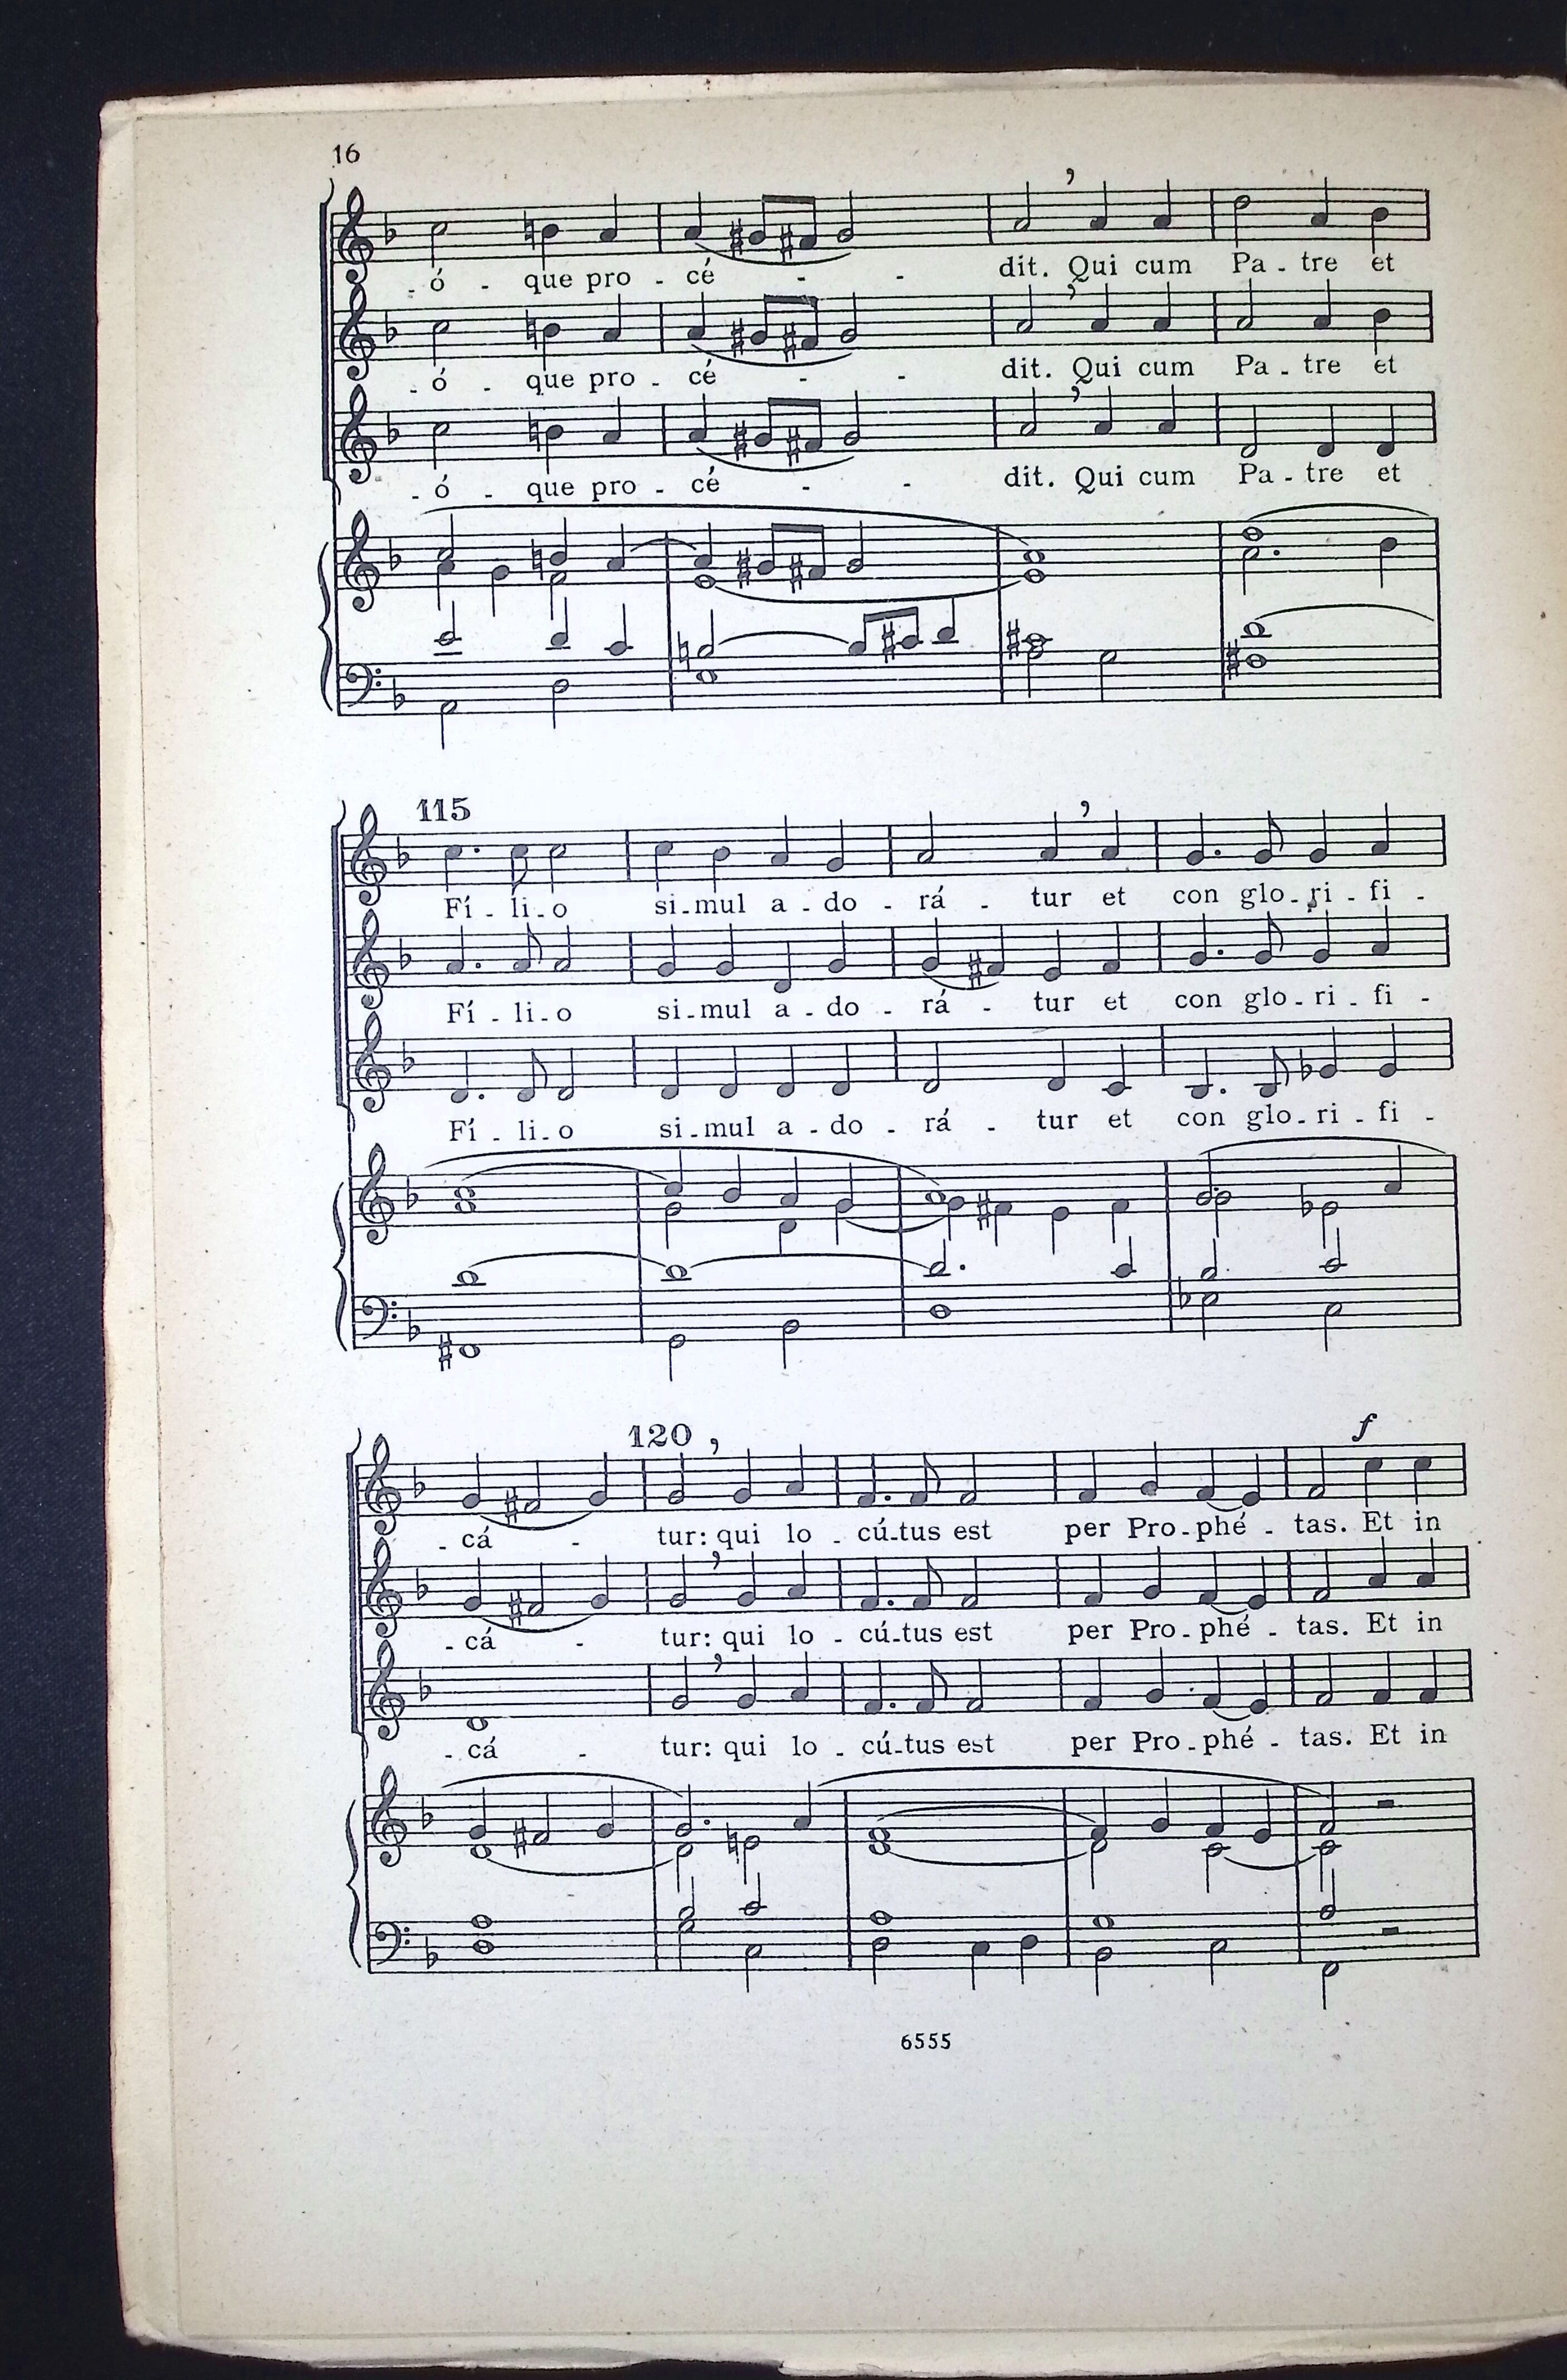 16
- ó - que pro - cé - - dit. Qui cum Pa - tre et
- ó - que pro - cé - - dit. Qui cum Pa - tre et
- ó - que pro - cé - - dit. Qui cum Pa - tre et
115
Fí - li - o si - mul a - do - rá - tur et con glo - ri - fi -
Fí - li - o si - mul a - do - rá - tur et con glo - ri - fi -
Fí - li - o si - mul a - do - rá - tur et con glo - ri - fi -
120
f
- cá - tur: qui lo - cú - tus est per Pro - phé - tas. Et in
- cá - tur: qui lo - cú - tus est per Pro - phé - tas. Et in
- cá - tur: qui lo - cú - tus est per Pro - phé - tas. Et in
6555